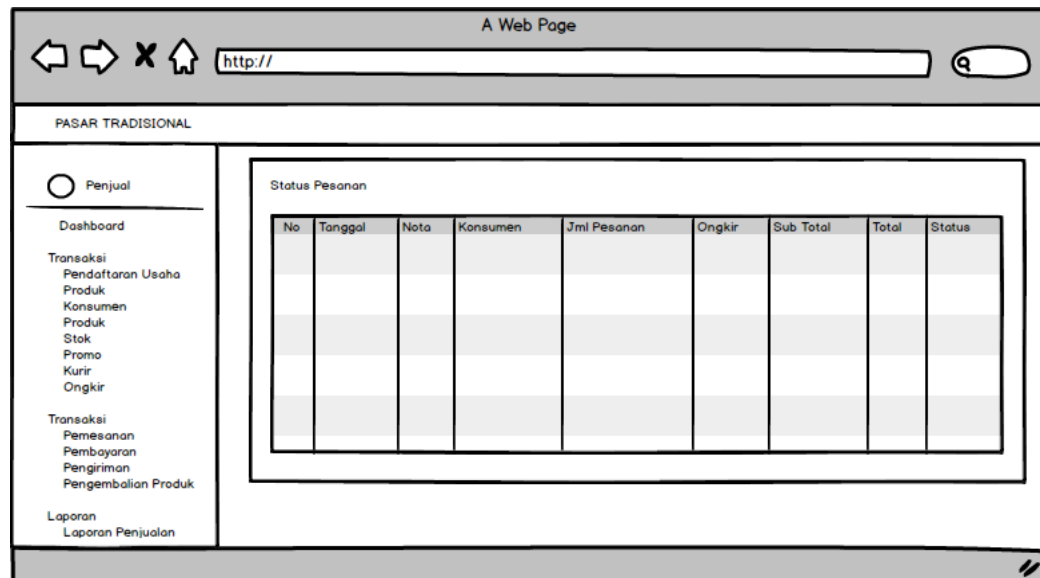 A Web Page
http://
PASAR TRADISIONAL
Penjual
Dashboard
Transaksi
Pendaftaran Usaha
Produk
Konsumen
Produk
Stok
Promo
Kurir
Ongkir
Transaksi
Pemesanan
Pembayaran
Pengiriman
Pengembalian Produk
Laporan
Laporan Penjualan
Status Pesanan
No Tanggal Nota Konsumen Jml Pesanan Ongkir Sub Total Total Status